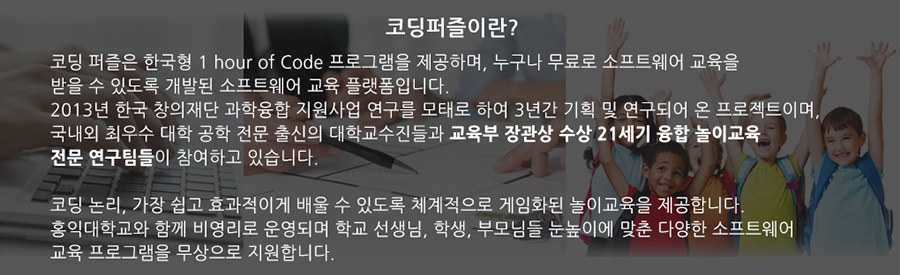 코딩퍼즐이란?
코딩 퍼즐은 한국형 1 hour of Code 프로그램을 제공하며, 누구나 무료로 소프트웨어 교육을
받을 수 있도록 개발된 소프트웨어 교육 플랫폼입니다.
2013년 한국 창의재단 과학융합 지원사업 연구를 모태로 하여 3년간 기획 및 연구되어 온 프로젝트이며,
국내외 최우수 대학 공학 전문 출신의 대학교수진들과 교육부 장관상 수상 21세기 융합 놀이교육
전문 연구팀들이 참여하고 있습니다.
코딩 논리, 가장 쉽고 효과적이게 배울 수 있도록 체계적으로 게임화된 놀이교육을 제공합니다.
홍익대학교와 함께 비영리로 운영되며 학교 선생님, 학생, 부모님들 눈높이에 맞춘 다양한 소프트웨어
교육 프로그램을 무상으로 지원합니다.